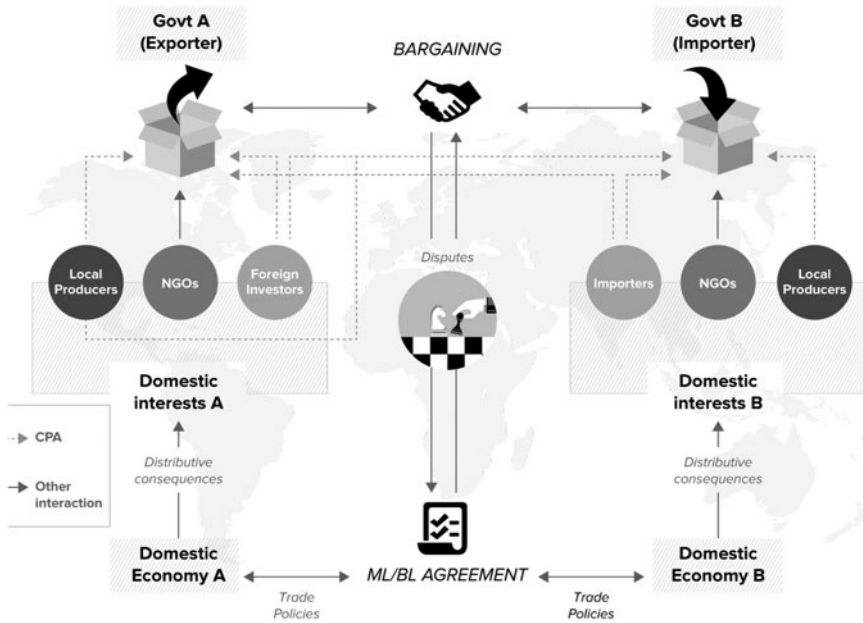 Govt A
(Exporter)
BARGAINING
Govt B
(Importer)
Local
Producers
NGOs
Foreign
Investors
Disputes
Importers
NGOs
Local
Producers
Domestic
interests A
Domestic
interests B
CPA
Other
interaction
Distributive
consequences
Distributive
consequences
Domestic
Economy A
ML/BL AGREEMENT
Domestic
Economy B
Trade
Policies
Trade
Policies